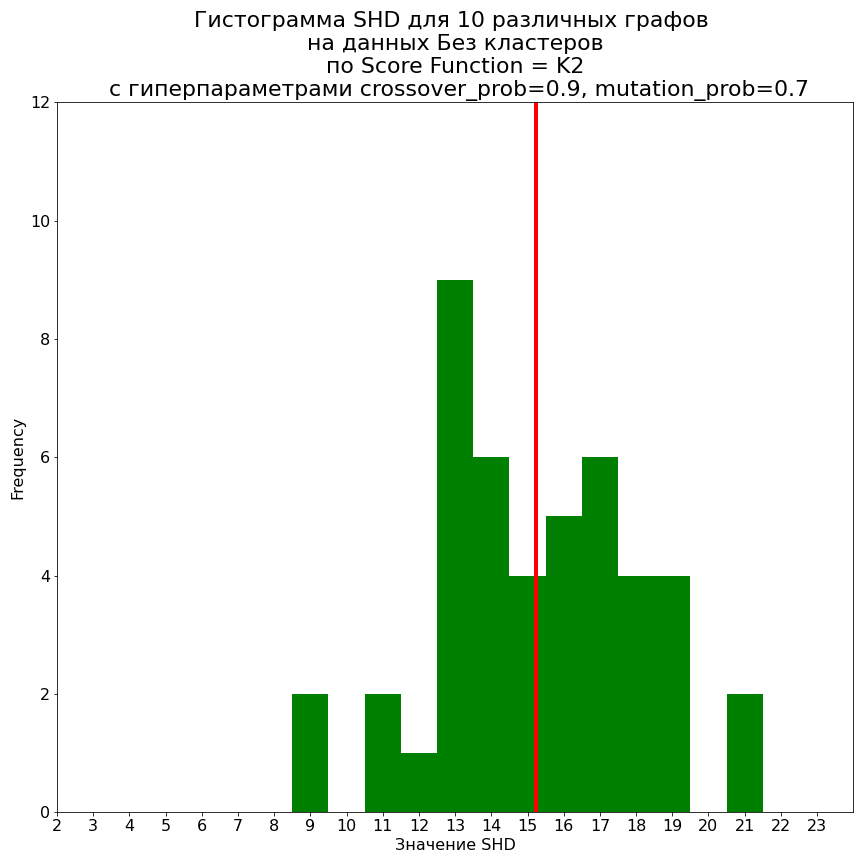 Гистограмма SHD для 10 различных графов
на данных Без кластеров
по Score Function = K2
с гиперпараметрами crossover_prob=0.9, mutation_prob=0.7
12
10
8
6
4
2
0
Frequency
2 3 4 5 6 7 8 9 10 11 12 13 14 15 16 17 18 19 20 21 22 23
Значение SHD